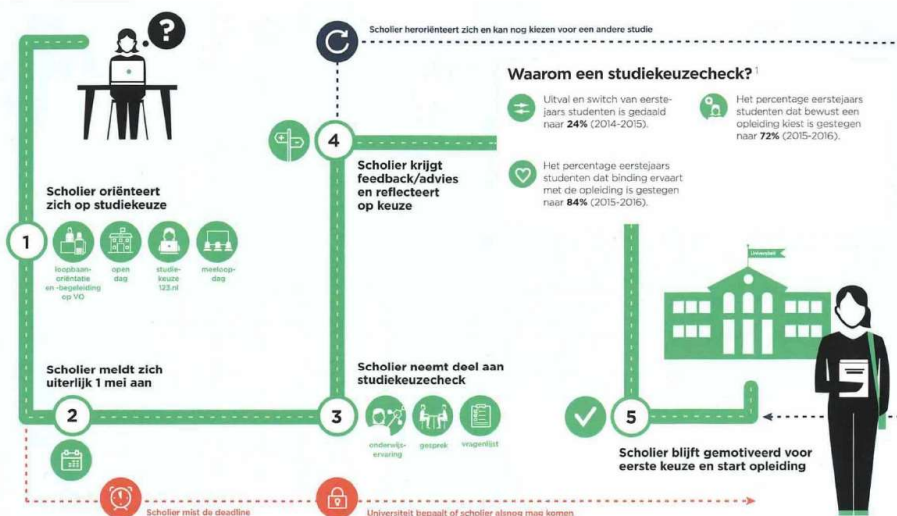 ?
Scholier heroriënteert zich en kan nog kiezen voor een andere studie
Waarom een studiekeuzecheck? 1
Uitval en switch van eerste-
jaars studenten is gedaald
naar 24% (2014-2015).
Het percentage eerstejaars
studenten dat bewust een
opleiding kiest is gestegen
naar 72% (2015-2016).
Het percentage eerstejaars
studenten dat binding ervaart
met de opleiding is gestegen
naar 84% (2015-2016).
4
Scholier krijgt
feedback/advies
en reflecteert
op keuze
Scholier oriënteert
zich op studiekeuze
1
loopbaan-
oriëntatie
en -begeleiding
op VO
open
dag
studie-
keuze
123.nl
meeloop-
dag
Universiteit
Scholier meldt zich
uiterlijk 1 mei aan
2
Scholier neemt deel aan
studiekeuzecheck
3
onderwijs-
ervaring
gesprek
vragenlijst
5
Scholier blijft gemotiveerd voor
eerste keuze en start opleiding
Scholier mist de deadline
Universiteit bepaalt of scholier alsnog mag komen